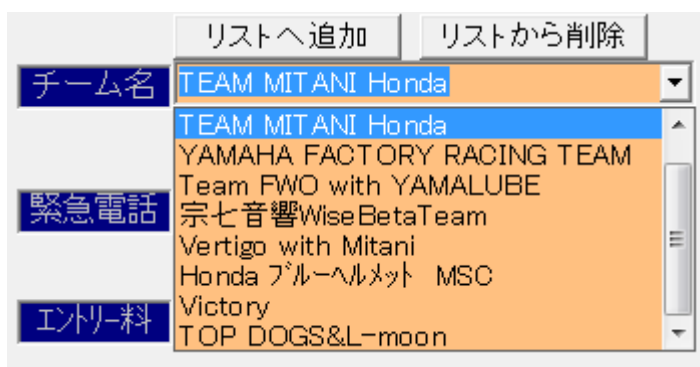 リストへ追加 リストから削除
チーム名 TEAM MITANI Honda
TEAM MITANI Honda
YAMAHA FACTORY RACING TEAM
Team FWO with YAMALUBE
緊急電話 宗七音響WiseBetaTeam
Vertigo with Mitani
Honda ブルーヘルメット　MSC
エントリー料 Victory
TOP DOGS&L-moon